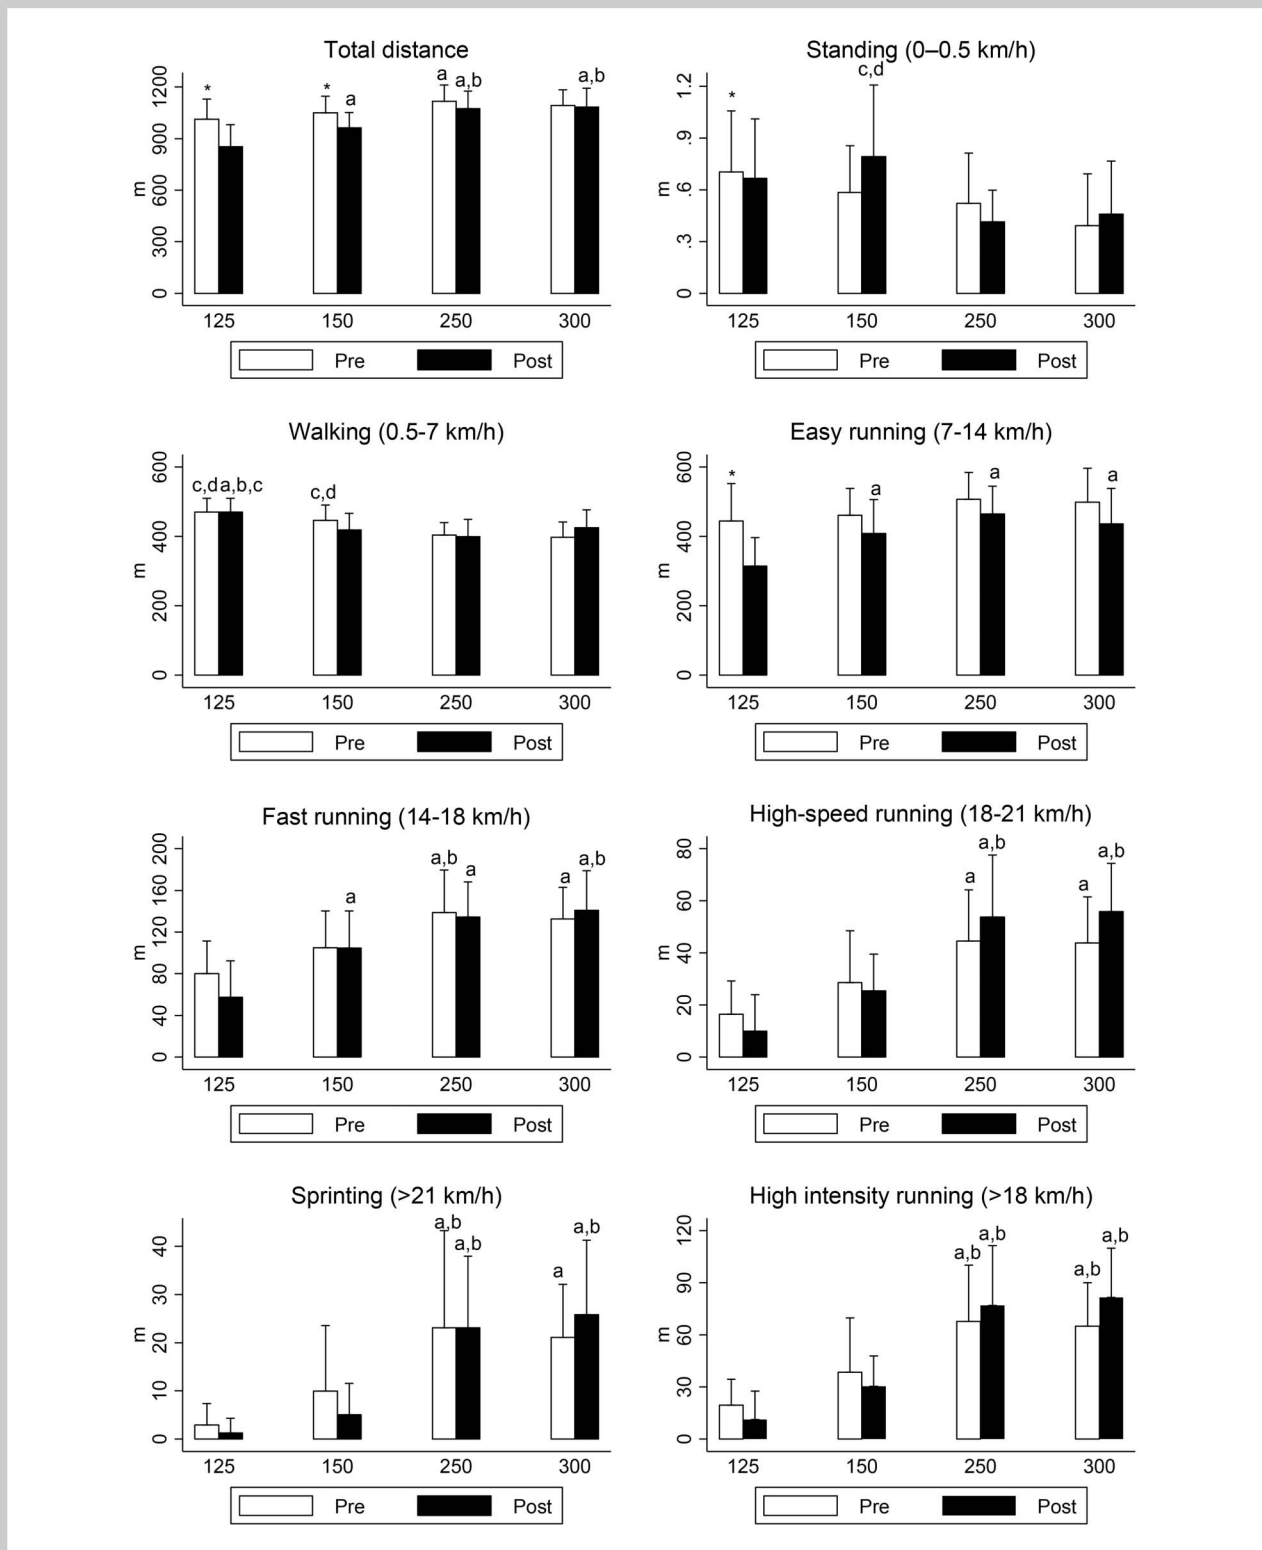 Total distance
1200
900
600
300
0
m
*
*
a
a
a,b
a,b
125 150 250 300
Pre Post
Standing (0–0.5 km/h)
1.2
.9
.6
.3
0
m
*
c,d
125 150 250 300
Pre Post
Walking (0.5-7 km/h)
600
400
200
0
m
c,d a,b,c
c,d
125 150 250 300
Pre Post
Easy running (7-14 km/h)
600
400
200
0
m
*
a
a
a
125 150 250 300
Pre Post
Fast running (14-18 km/h)
200
160
120
80
40
0
m
a
a,b
a
a
a,b
125 150 250 300
Pre Post
High-speed running (18-21 km/h)
80
60
40
20
0
m
a
a,b
a
a,b
125 150 250 300
Pre Post
Sprinting (>21 km/h)
40
30
20
10
0
m
a,b
a,b
a
a,b
125 150 250 300
Pre Post
High intensity running (>18 km/h)
120
90
60
30
0
m
a,b
a,b
a,b
a,b
125 150 250 300
Pre Post